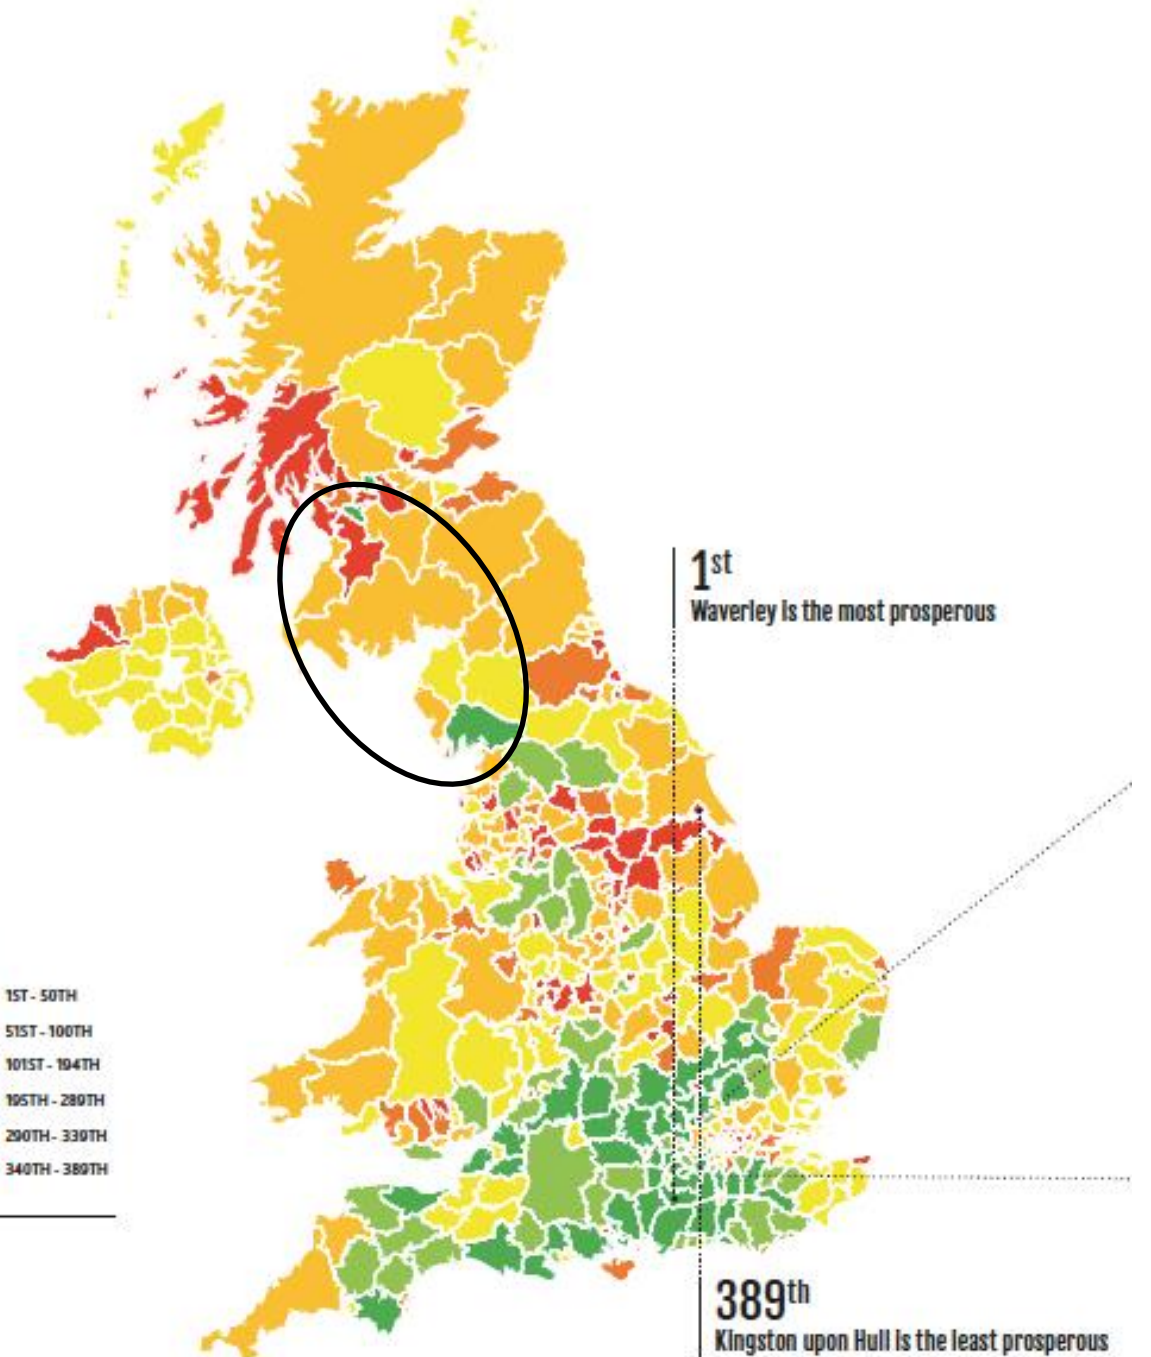 1st
Waverley is the most prosperous
1ST - 50TH
51ST - 100TH
101ST - 194TH
195TH - 289TH
290TH - 339TH
340TH - 389TH
389th
Kingston upon Hull is the least prosperous